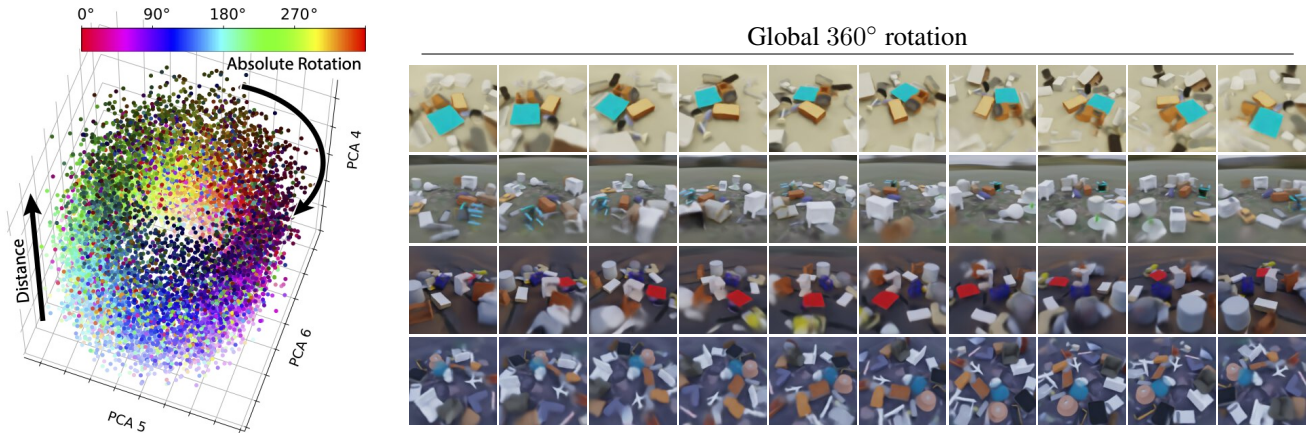 0° 90° 180° 270°
Absolute Rotation
Distance
PCA 4
PCA 6
PCA 5
Global 360° rotation